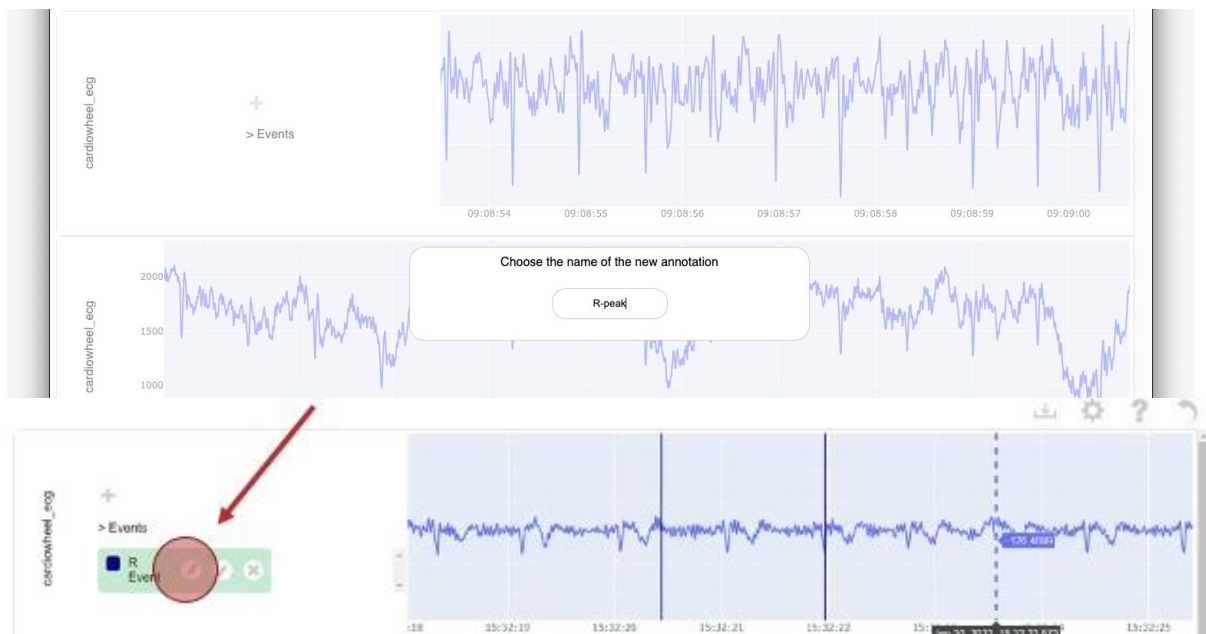 cardiowheel_ecg
+
> Events
09:08:54 09:08:55 09:08:56 09:08:57 09:08:58 09:08:59 09:09:00
cardiowheel_ecg
2000
1500
1000
Choose the name of the new annotation
R-peak
?
cardiowheel_ecg
+
> Events
R
Event
:18 15:32:19 15:32:20 15:32:21 15:32:22 15: 15:32:25